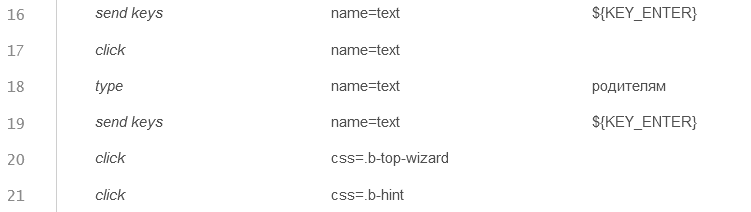 16 send keys name=text ${KEY_ENTER}
17 click name=text
18 type name=text родителям
19 send keys name=text ${KEY_ENTER}
20 click css=.b-top-wizard
21 click css=.b-hint